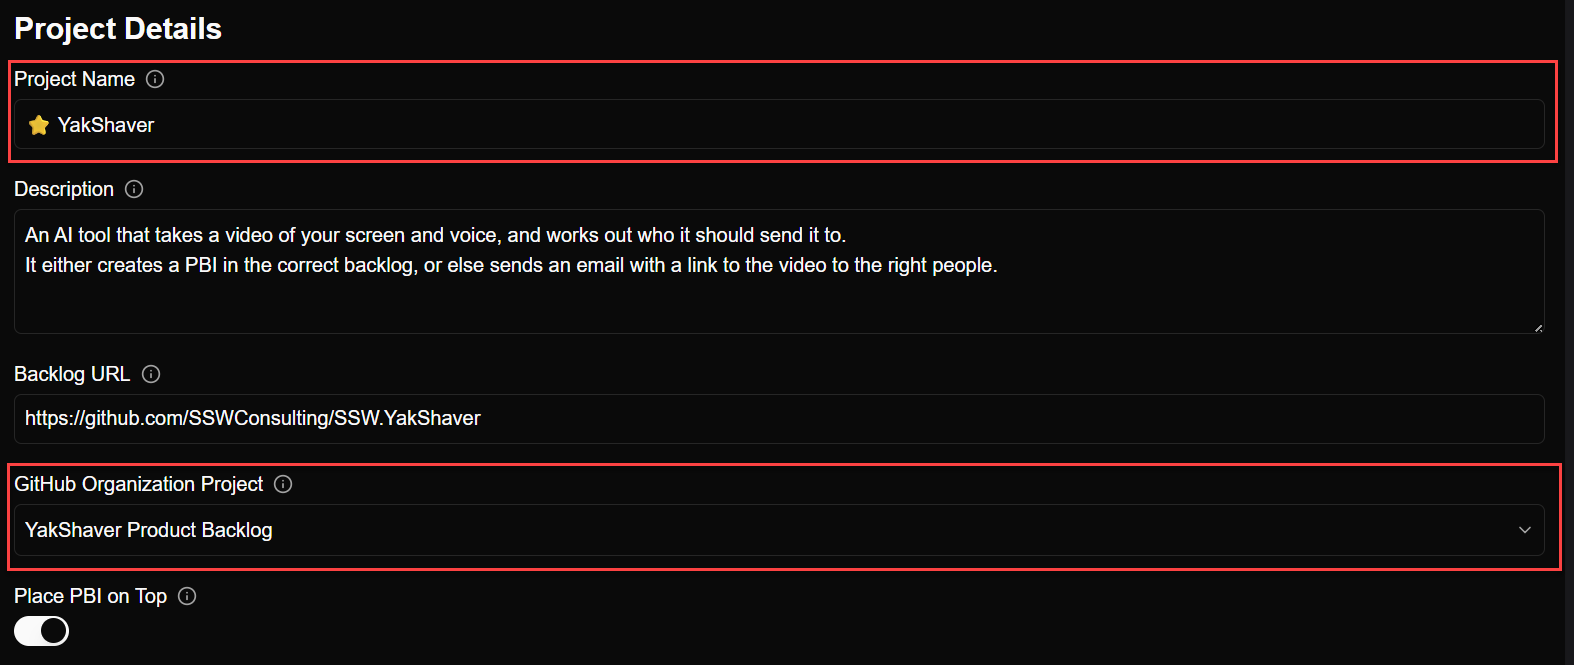 Project Details
Project Name
⭐ YakShaver
Description
An AI tool that takes a video of your screen and voice, and works out who it should send it to.
It either creates a PBI in the correct backlog, or else sends an email with a link to the video to the right people.
Backlog URL
https://github.com/SSWConsulting/SSW.YakShaver
GitHub Organization Project
YakShaver Product Backlog
Place PBI on Top